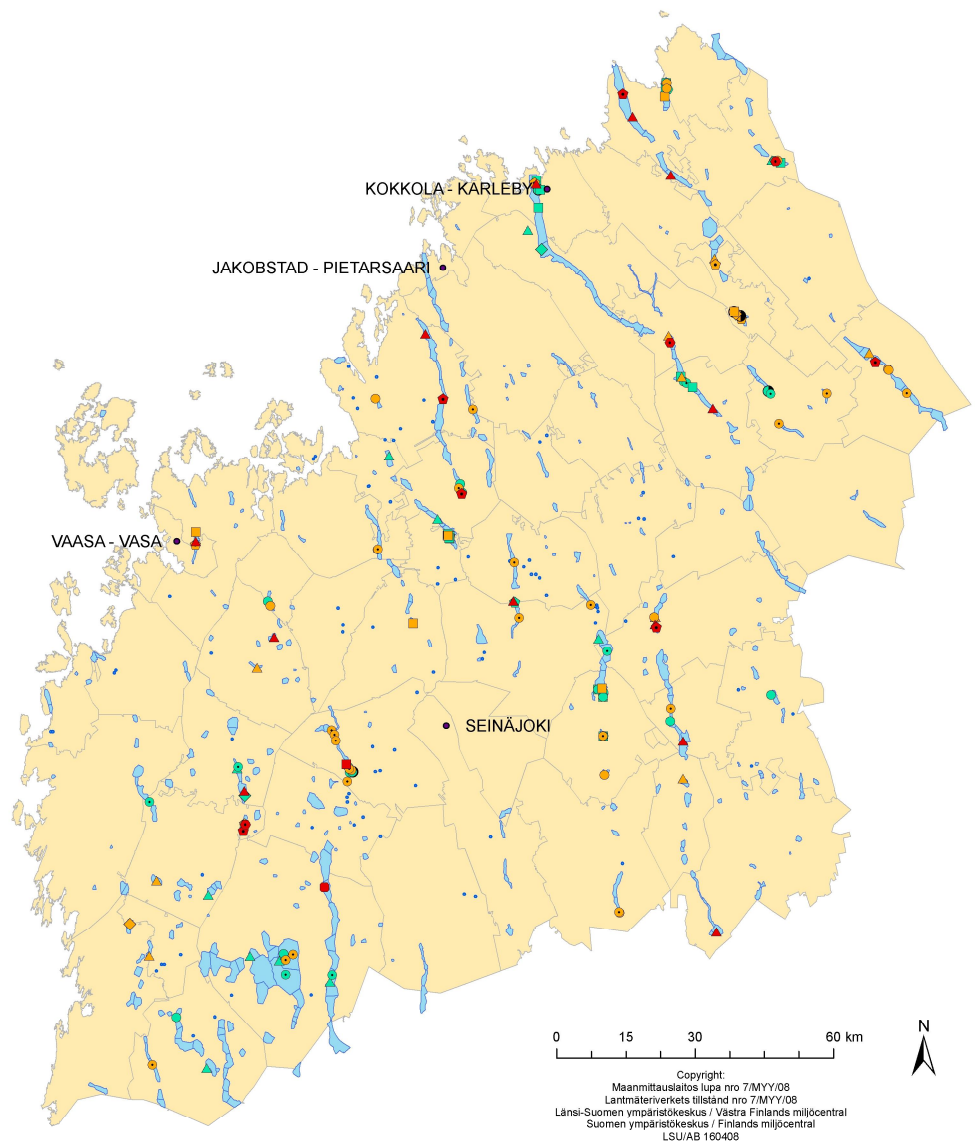 KOKKOLA - KARLEBY
JAKOBSTAD - PIETARSAARI
VAASA - VASA
SEINÄJOKI
0 15 30 60 km
N
Copyright:
Maanmittauslaitos lupa nro 7/MYY/08
Lantmäteriverkets tillstånd nro 7/MYY/08
Länsi-Suomen ympäristökeskus / Västra Finlands miljöcentral
Suomen ympäristökeskus / Finlands miljöcentral
LSU/AB 160408